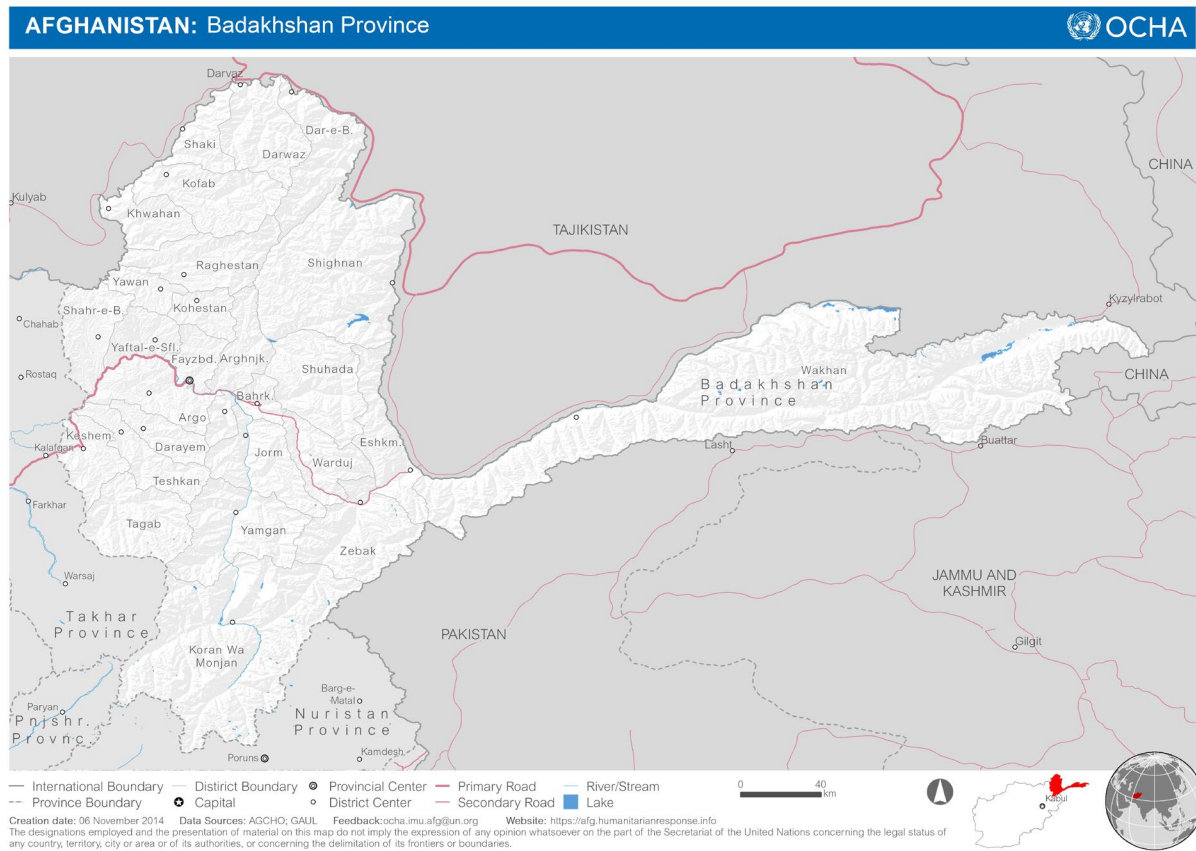 AFGHANISTAN: Badakhshan Province
OCHA
Darvaz
Dar-e-B.
Shaki
Darwaz
CHINA
Kofab
Kulyab
Khwahan
TAJIKISTAN
Raghestan
Shighnan
Yawan
Kyzylrabot
Shahr-e-B.
Kohestan
Chahab
Yaftal-e-Sfl.
Fayzbd.
Arghnjk.
Shuhada
Wakhan
Rostaq
CHINA
Badakhshan
Province
Bahrk.
Argo
Keshem
Eshkm.
Buattar
Lasht
Kalafgan
Darayem
Jorm
Warduj
Teshkan
Farkhar
Tagab
Yamgan
Zebak
Warsaj
JAMMU AND
KASHMIR
Takhar
Province
PAKISTAN
Gilgit
Koran Wa
Monjan
Barg-e-
Matal
Paryan
Pnjshr.
Provnc.
Nuristan
Province
Poruns
Kamdesh
International Boundary
District Boundary
Provincial Center
Primary Road
River/Stream
Province Boundary
Capital
District Center
Secondary Road
Lake
0
40
km
Kabul
Creation date: 06 November 2014 Data Sources: AGCHO; GAUL Feedback:ocha.imu.afg@un.org Website: https://afg.humanitarianresponse.info
The designations employed and the presentation of material on this map do not imply the expression of any opinion whatsoever on the part of the Secretariat of the United Nations concerning the legal status of
any country, territory, city or area or of its authorities, or concerning the delimitation of its frontiers or boundaries.